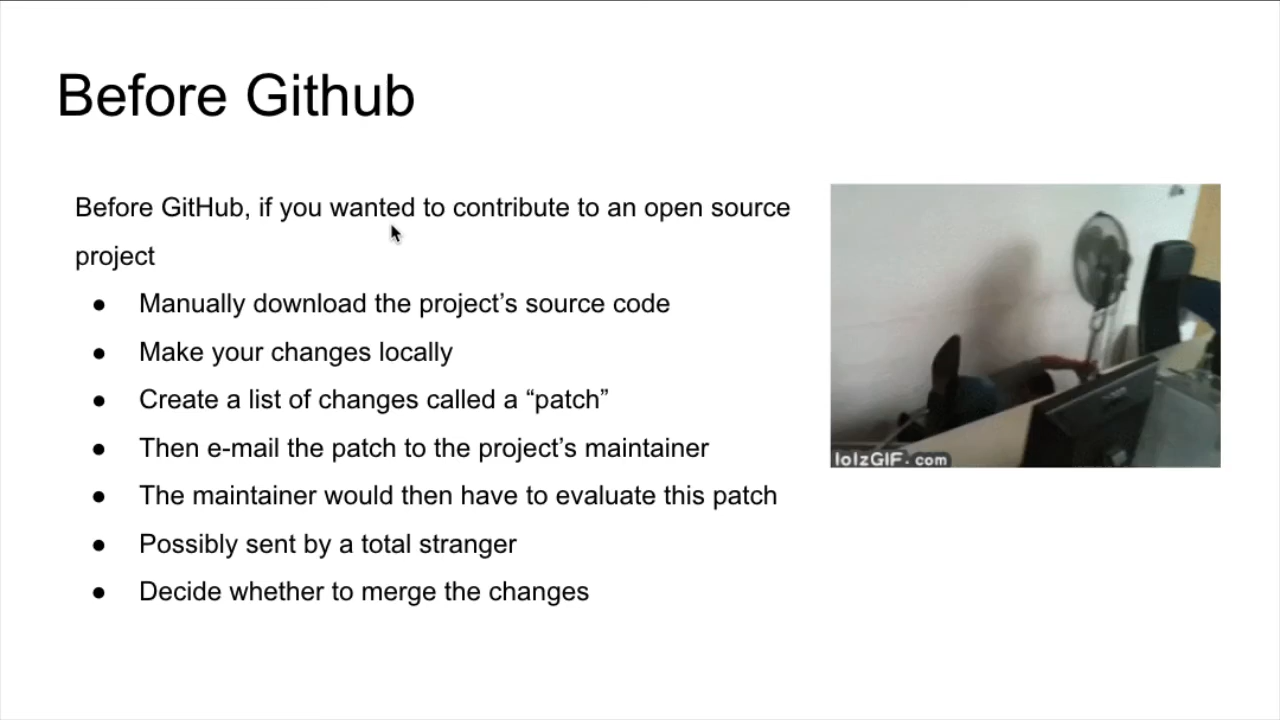 Before Github
Before GitHub, if you wanted to contribute to an open source
project
● Manually download the project’s source code
● Make your changes locally
● Create a list of changes called a “patch”
● Then e-mail the patch to the project’s maintainer
● The maintainer would then have to evaluate this patch
● Possibly sent by a total stranger
● Decide whether to merge the changes
lolzGIF.com